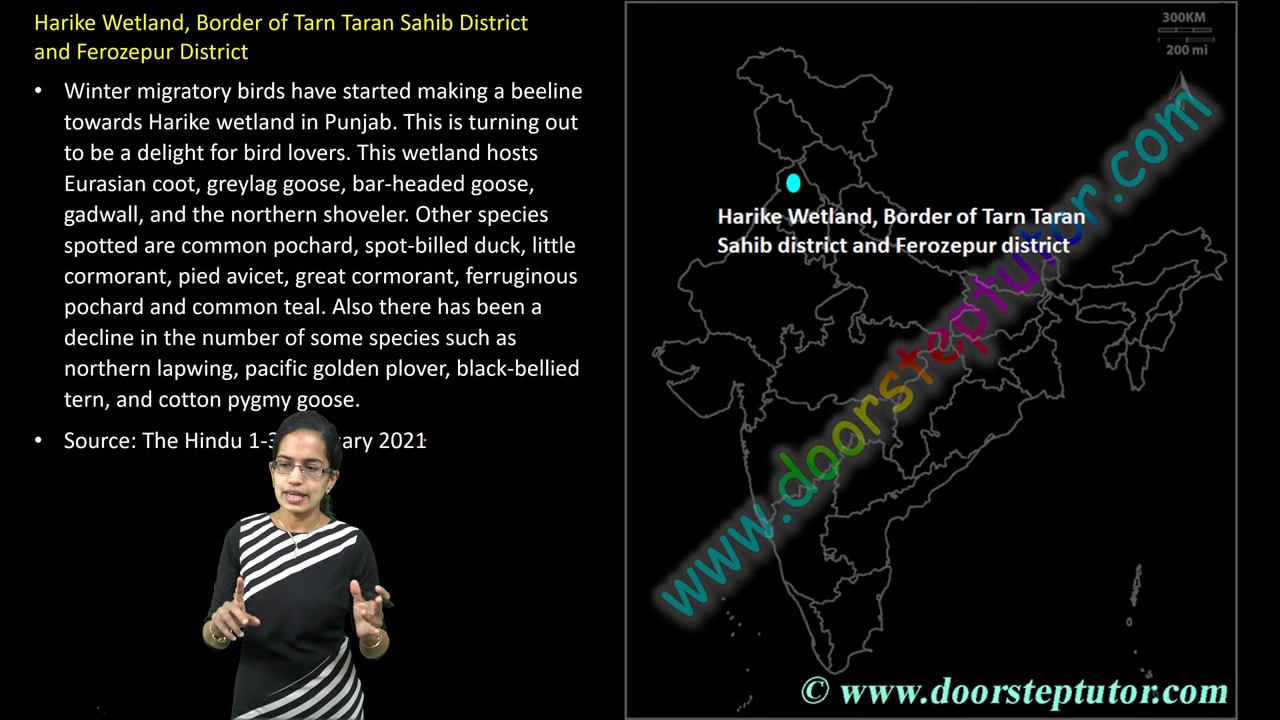 Harike Wetland, Border of Tarn Taran Sahib District
and Ferozepur District
• Winter migratory birds have started making a beeline
towards Harike wetland in Punjab. This is turning out
to be a delight for bird lovers. This wetland hosts
Eurasian coot, greylag goose, bar-headed goose,
gadwall, and the northern shoveler. Other species
spotted are common pochard, spot-billed duck, little
cormorant, pied avicet, great cormorant, ferruginous
pochard and common teal. Also there has been a
decline in the number of some species such as
northern lapwing, pacific golden plover, black-bellied
tern, and cotton pygmy goose.
• Source: The Hindu 2021
300KM
200 mi
Harike Wetland, Border of Tarn Taran
Sahib district and Ferozepur district
www.doorsteptutor.com
© www.doorsteptutor.com